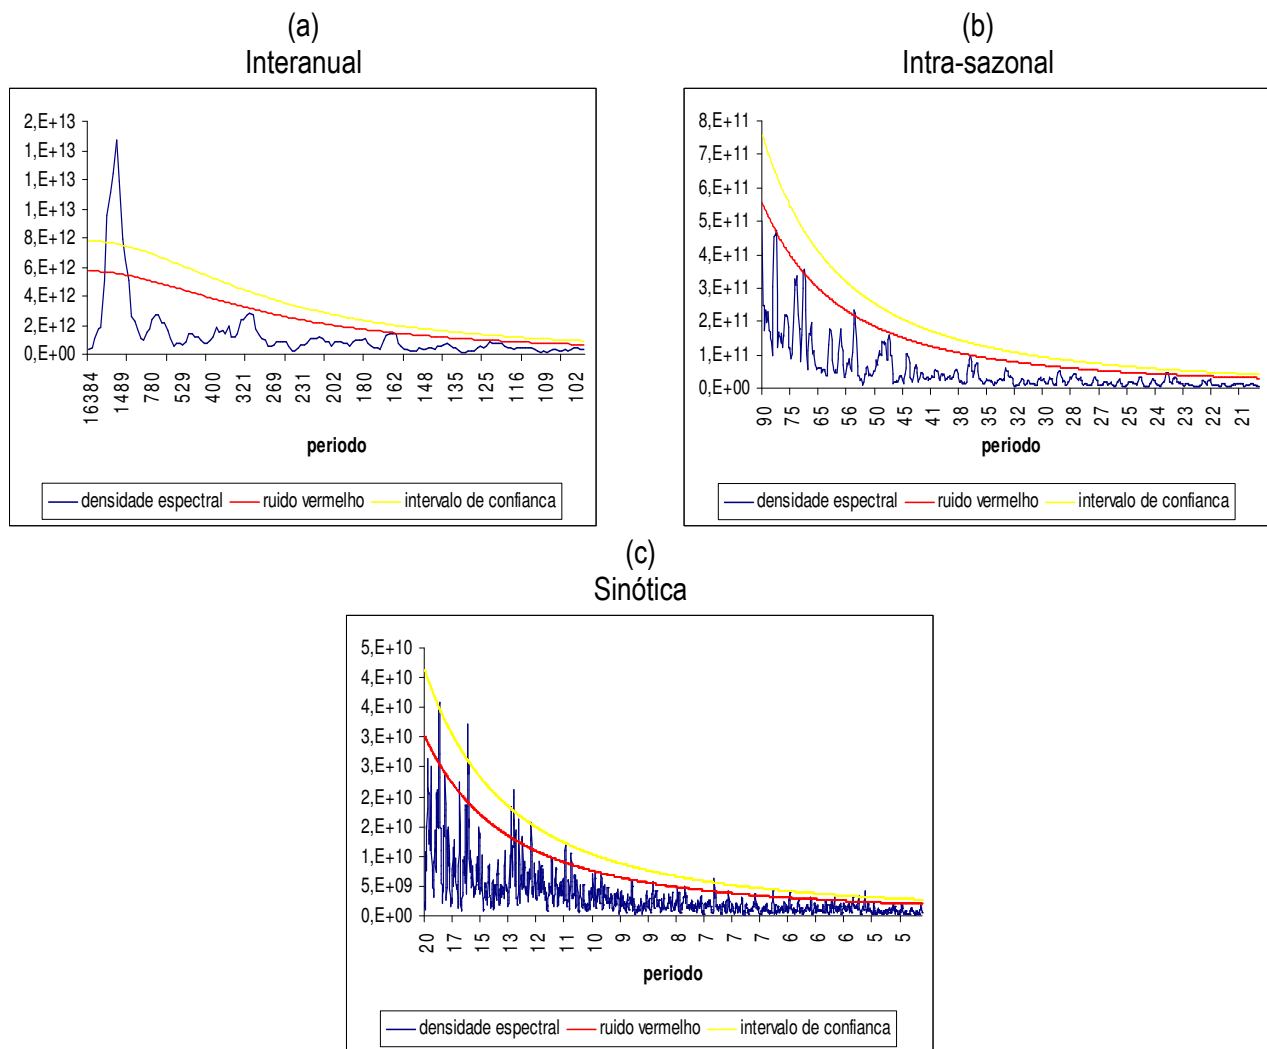 (a)
Interanual
2,E+13
1,E+13
1,E+13
1,E+13
8,E+12
6,E+12
4,E+12
2,E+12
0,E+00
16384
1489
780
529
400
321
269
231
202
180
162
148
135
125
116
109
102
periodo
densidade espectral
ruido vermelho
intervalo de confianca
(b)
Intra-sazonal
8,E+11
7,E+11
6,E+11
5,E+11
4,E+11
3,E+11
2,E+11
1,E+11
0,E+00
90
75
65
56
50
45
41
38
35
32
30
28
27
25
24
23
22
21
periodo
densidade espectral
ruido vermelho
intervalo de confianca
(c)
Sinótica
5,E+10
4,E+10
4,E+10
3,E+10
3,E+10
2,E+10
2,E+10
1,E+10
5,E+09
0,E+00
20
17
15
13
12
11
10
9
9
8
7
7
7
6
6
6
5
5
periodo
densidade espectral
ruido vermelho
intervalo de confianca